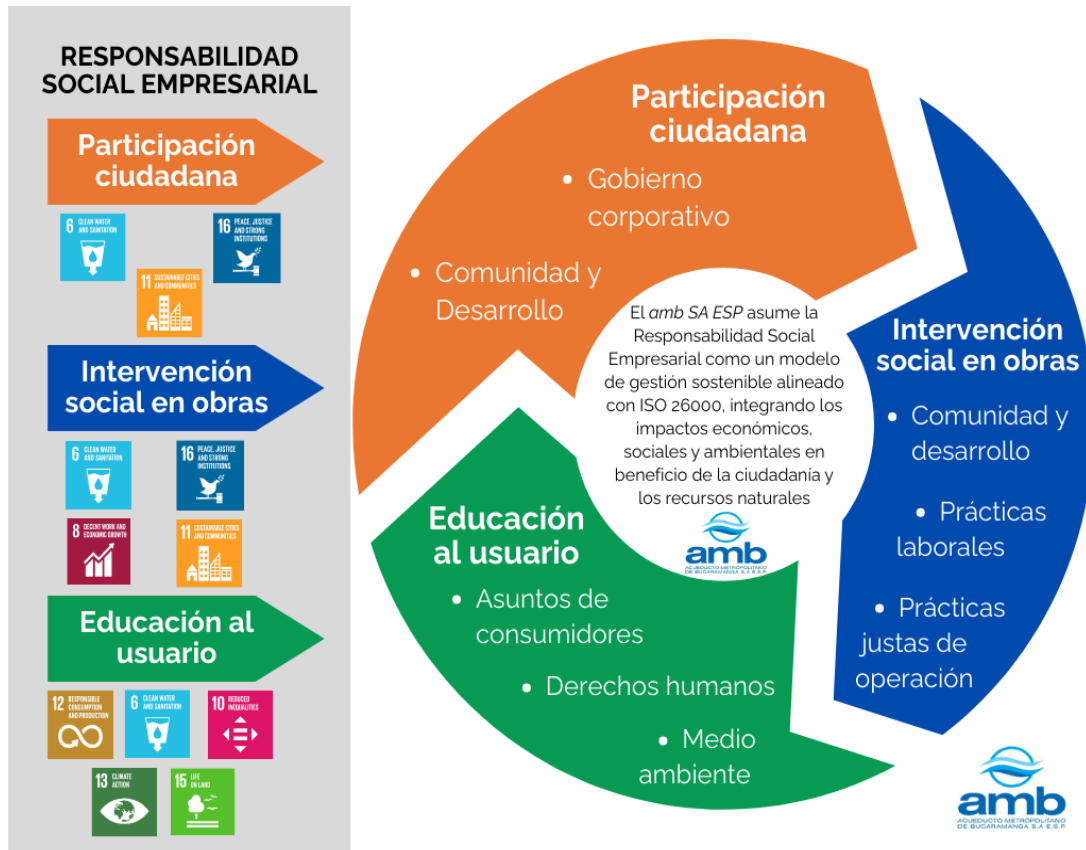 RESPONSABILIDAD
SOCIAL EMPRESARIAL
Participación
ciudadana
6 CLEAN WATER
AND SANITATION
16 PEACE, JUSTICE
AND STRONG
INSTITUTIONS
11 SUSTAINABLE CITIES
AND COMMUNITIES
Intervención
social en obras
6 CLEAN WATER
AND SANITATION
16 PEACE, JUSTICE
AND STRONG
INSTITUTIONS
8 DECENT WORK AND
ECONOMIC GROWTH
11 SUSTAINABLE CITIES
AND COMMUNITIES
Educación al
usuario
12 RESPONSIBLE
CONSUMPTION
AND PRODUCTION
6 CLEAN WATER
AND SANITATION
10 REDUCED
INEQUALITIES
13 CLIMATE
ACTION
15 LIFE
ON LAND
Participación
ciudadana
• Gobierno
corporativo
• Comunidad y
Desarrollo
El amb SA ESP asume la
Responsabilidad Social
Empresarial como un modelo
de gestión sostenible alineado
con ISO 26000, integrando los
impactos económicos,
sociales y ambientales en
beneficio de la ciudadanía y
los recursos naturales
amb
ACUEDUCTO METROPOLITANO
DE BUCARAMANGA S.A E.S.P.
Intervención
social en obras
• Comunidad y
desarrollo
• Prácticas
laborales
• Prácticas
justas de
operación
Educación
al usuario
• Asuntos de
consumidores
• Derechos humanos
• Medio
ambiente
amb
ACUEDUCTO METROPOLITANO
DE BUCARAMANGA S.A E.S.P.